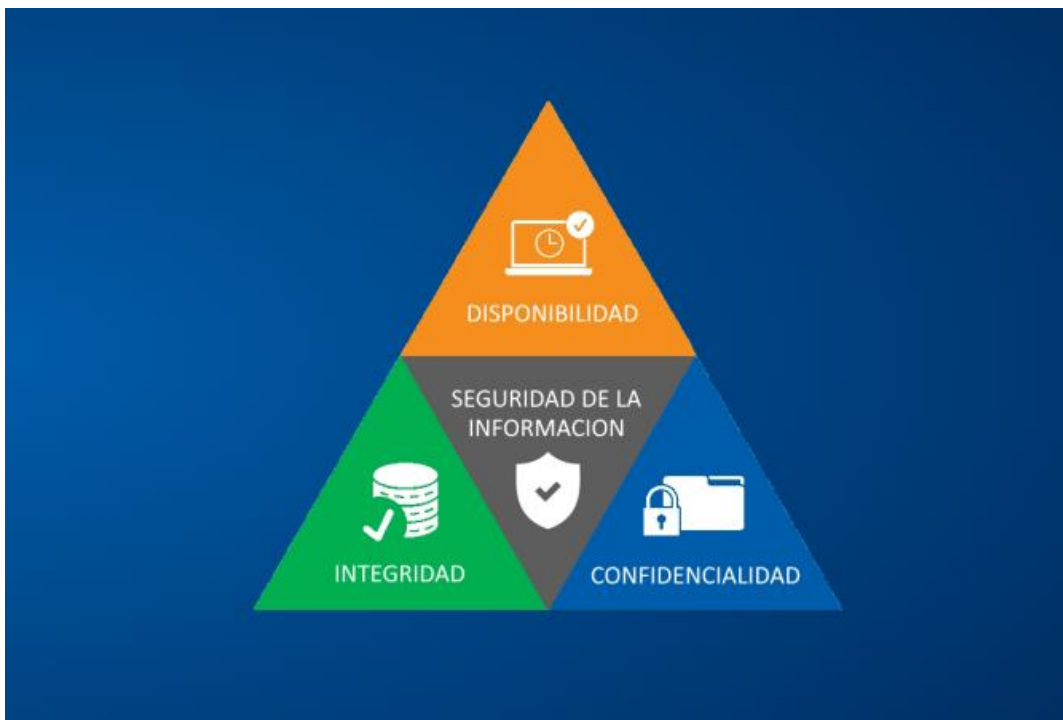 DISPONIBILIDAD
SEGURIDAD DE LA
INFORMACION
INTEGRIDAD
CONFIDENCIALIDAD